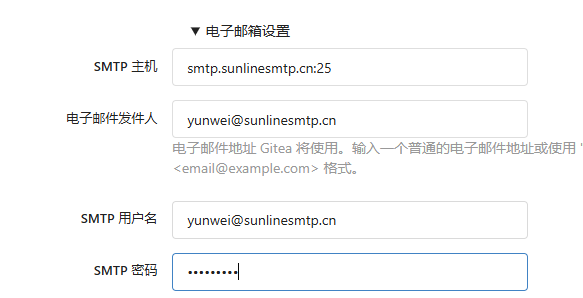 ▼ 电子邮箱设置
SMTP 主机
smtp.sunlinesmtp.cn:25
电子邮件发件人
yunwei@sunlinesmtp.cn
电子邮件地址 Gitea 将使用。输入一个普通的电子邮件地址或使用 "
<email@example.com> 格式。
SMTP 用户名
yunwei@sunlinesmtp.cn
SMTP 密码
•••••••••